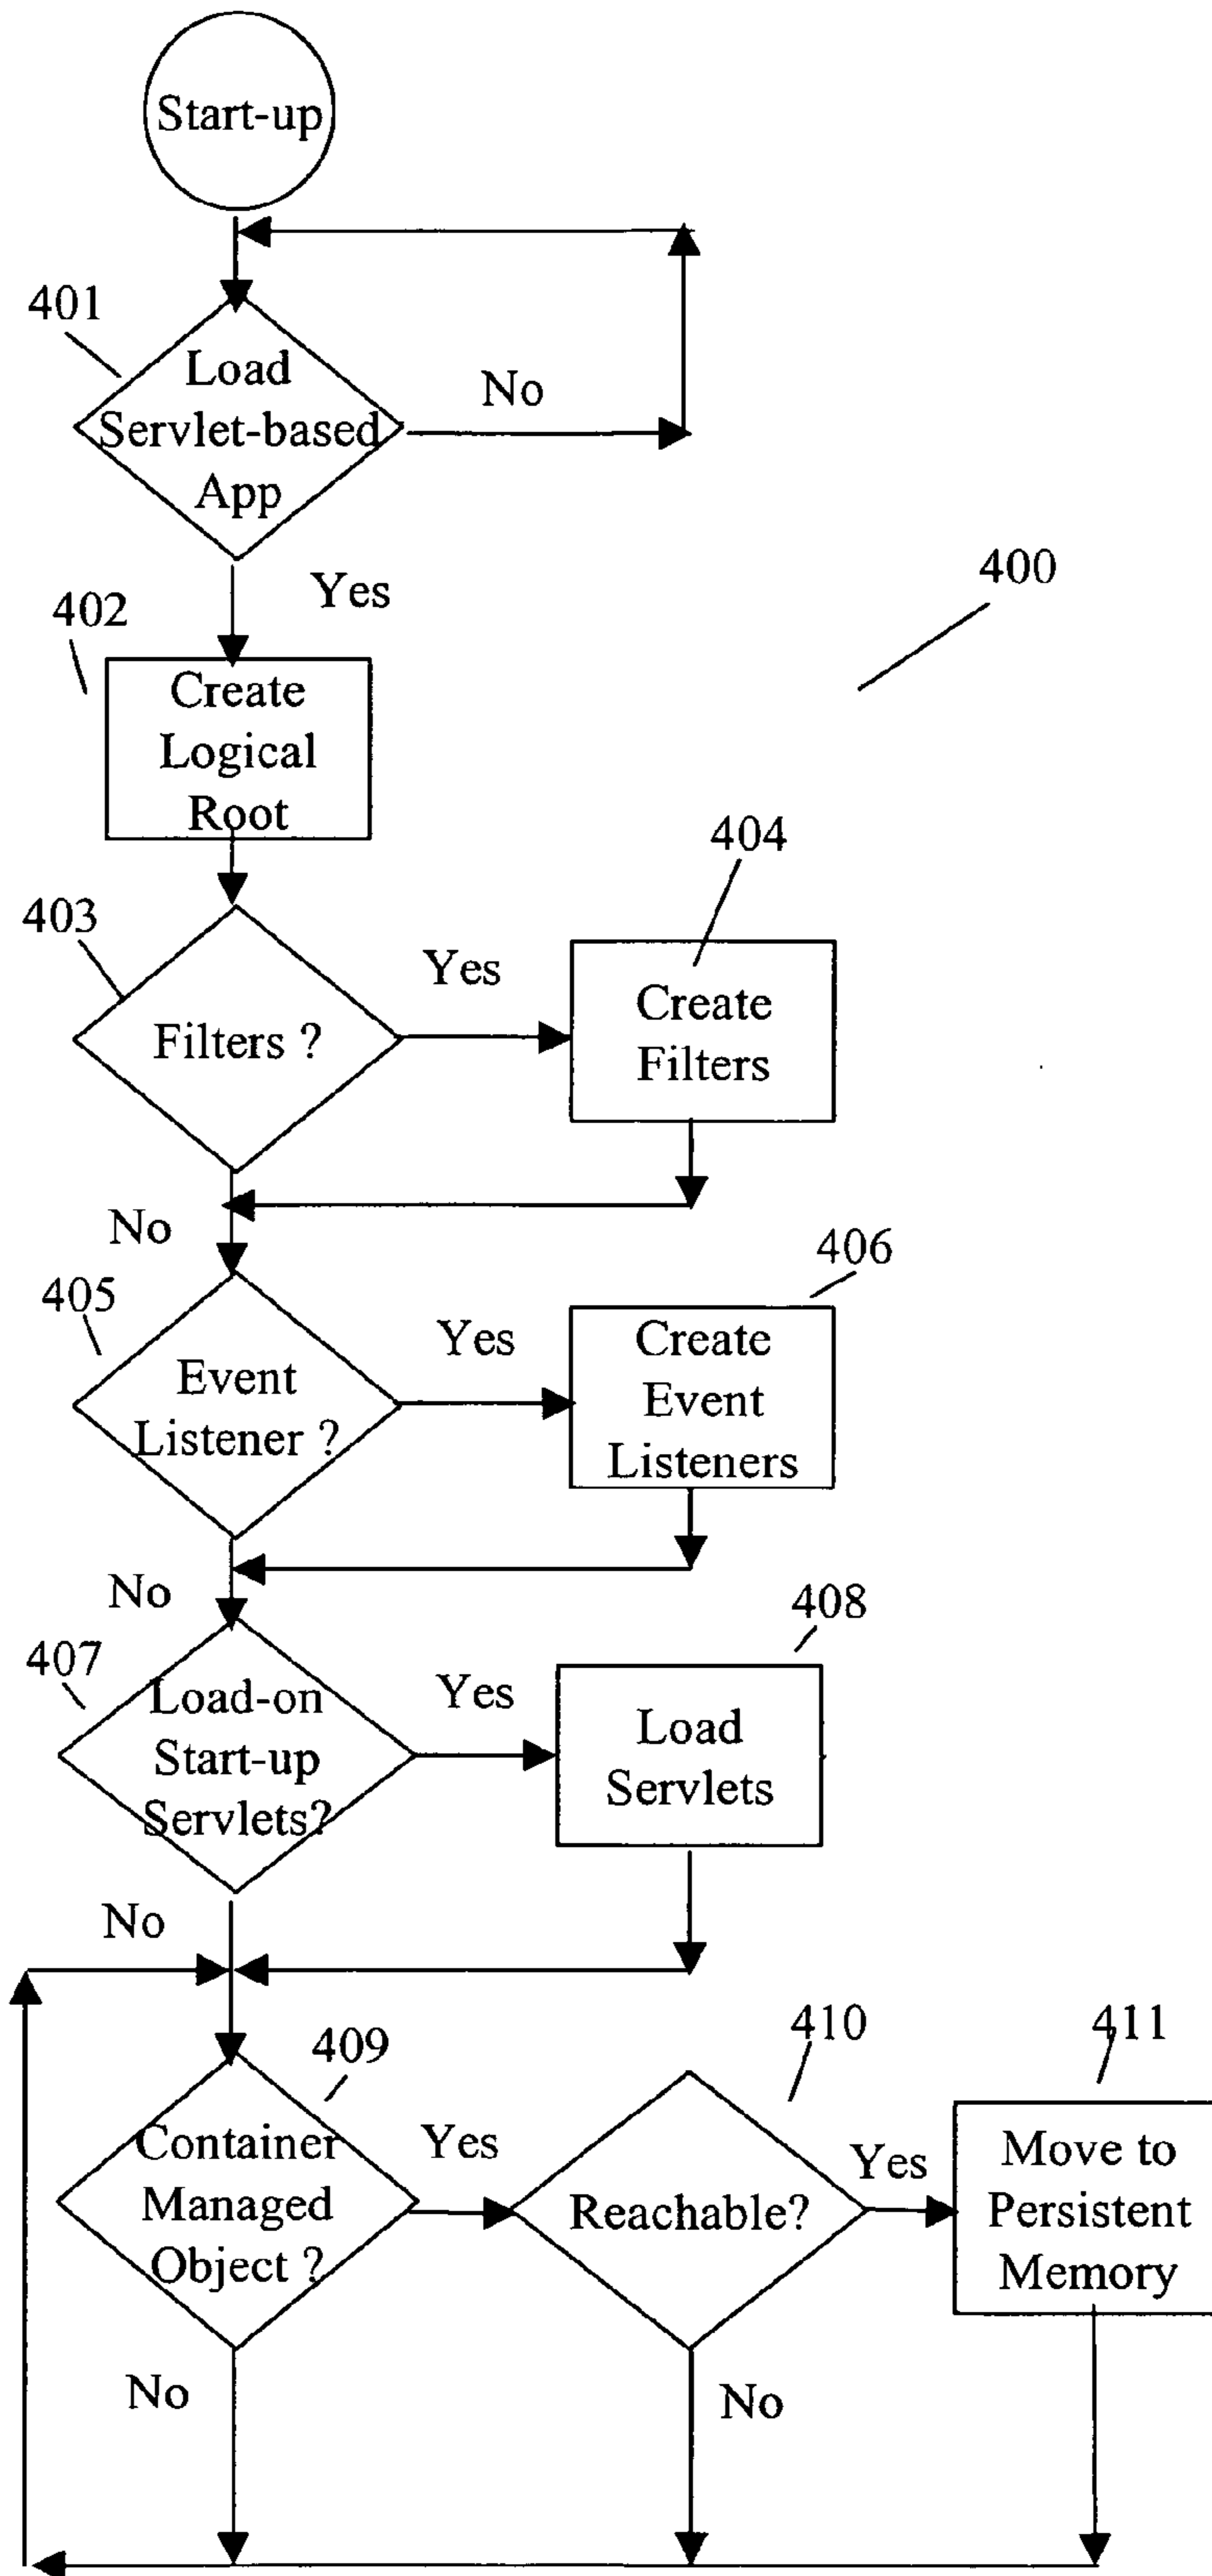 Start-up
401
Load
Servlet-based
App
No
Yes
400
402
Create
Logical
Root
404
403
Filters ?
Yes
Create
Filters
No
406
405
Event
Listener ?
Yes
Create
Event
Listeners
No
408
407
Load-on
Start-up
Servlets?
Yes
Load
Servlets
No
409
410
411
Container
Managed
Object ?
Yes
Reachable?
Yes
Move to
Persistent
Memory
No
No